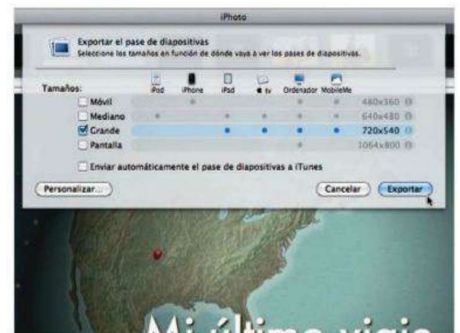 iPhoto
Exportar el pase de diapositivas
Seleccione los tamaños en función de dónde vaya a ver los pases de diapositivas.
Tamaños: iPod iPhone iPad tv Ordenador MobileMe
Móvil 480x360
Mediano 640x480
Grande 720x540
Pantalla 1064x800
Enviar automáticamente el pase de diapositivas a iTunes
Personalizar... Cancelar Exportar
Mi último viaje